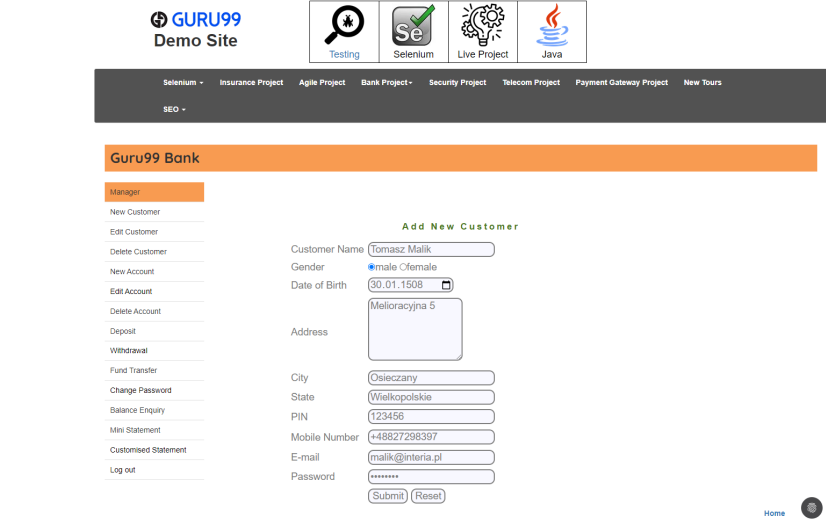 GURU99
Demo Site
Testing
Se
Selenium
Live Project
Java
Selenium
Insurance Project
Agile Project
Bank Project
Security Project
Telecom Project
Payment Gateway Project
New Tours
SEO
Guru99 Bank
Manager
New Customer
Edit Customer
Delete Customer
New Account
Edit Account
Delete Account
Deposit
Withdrawal
Fund Transfer
Change Password
Balance Enquiry
Mini Statement
Customised Statement
Log out
Add New Customer
Customer Name Tomasz Malik
Gender male female
Date of Birth 30.01.1508
Address Melioracyjna 5
City Osieczany
State Wielkopolskie
PIN 123456
Mobile Number +48827298397
E-mail malik@interia.pl
Password ••••••••
Submit Reset
Home